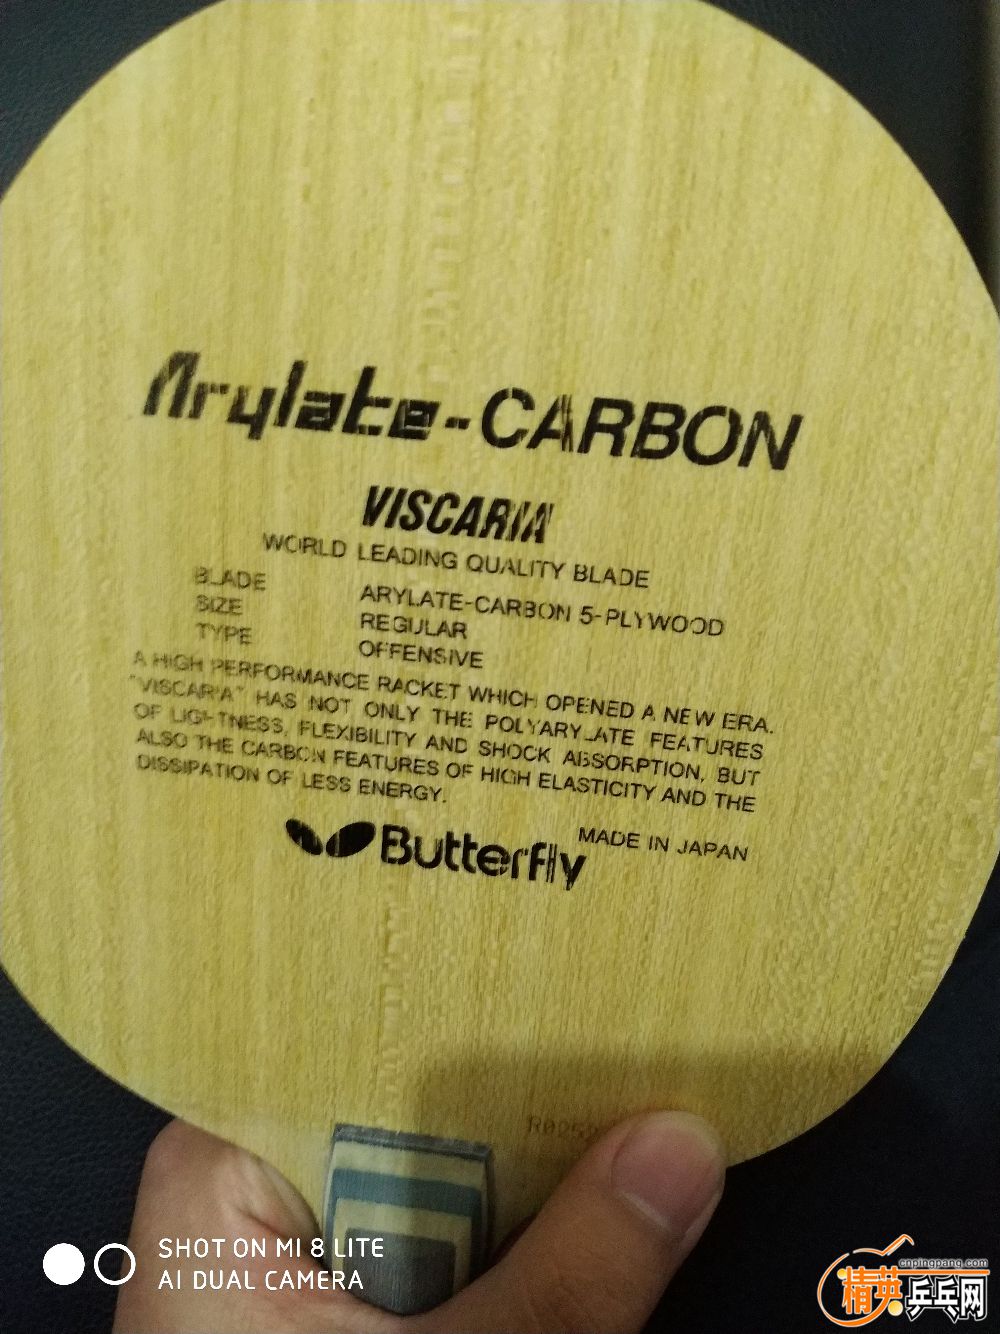 Arylate-CARBON
VISCARIA
WORLD LEADING QUALITY BLADE
BLADE ARYLATE-CARBON 5-PLYWOOD
SIZE REGULAR
TYPE OFFENSIVE
A HIGH PERFORMANCE RACKET WHICH OPENED A NEW ERA.
"VISCARIA" HAS NOT ONLY THE POLYARYLATE FEATURES
OF LIGHTNESS, FLEXIBILITY AND SHOCK ABSORPTION, BUT
ALSO THE CARBON FEATURES OF HIGH ELASTICITY AND THE
DISSIPATION OF LESS ENERGY.
Butterfly MADE IN JAPAN
SHOT ON MI 8 LITE
AI DUAL CAMERA
cnpingpang.com
精英乒乓网